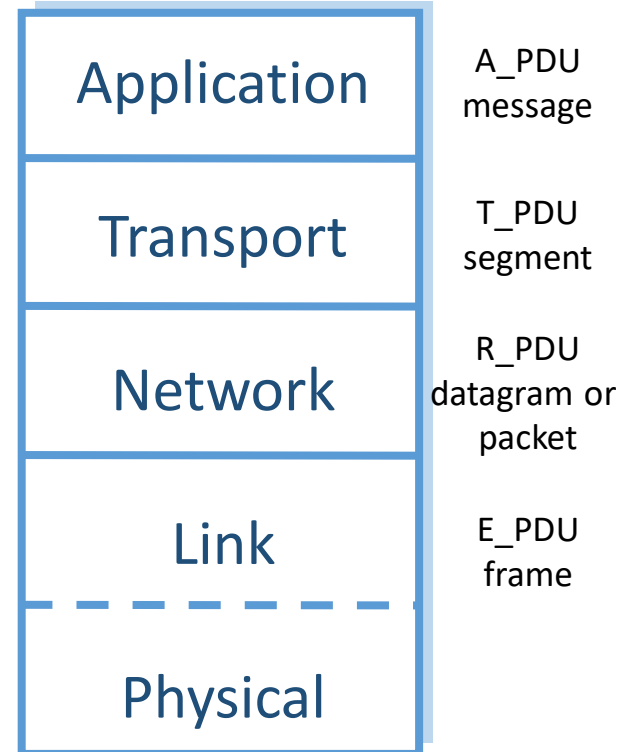 Application
A_PDU
message
Transport
T_PDU
segment
Network
R_PDU
datagram or
packet
Link
E_PDU
frame
Physical